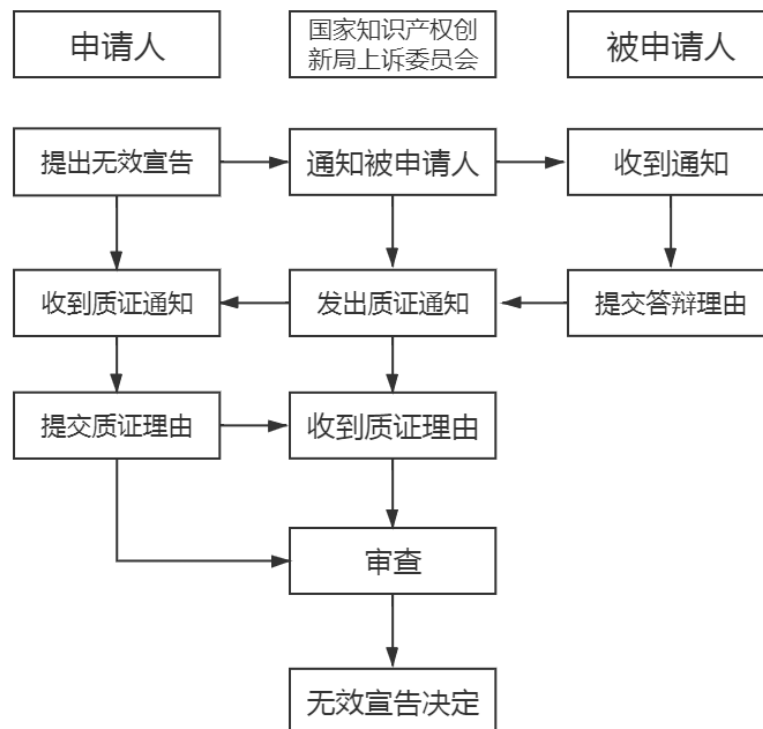 申请人
国家知识产权创
新局上诉委员会
被申请人
提出无效宣告
通知被申请人
收到通知
收到质证通知
发出质证通知
提交答辩理由
提交质证理由
收到质证理由
审查
无效宣告决定